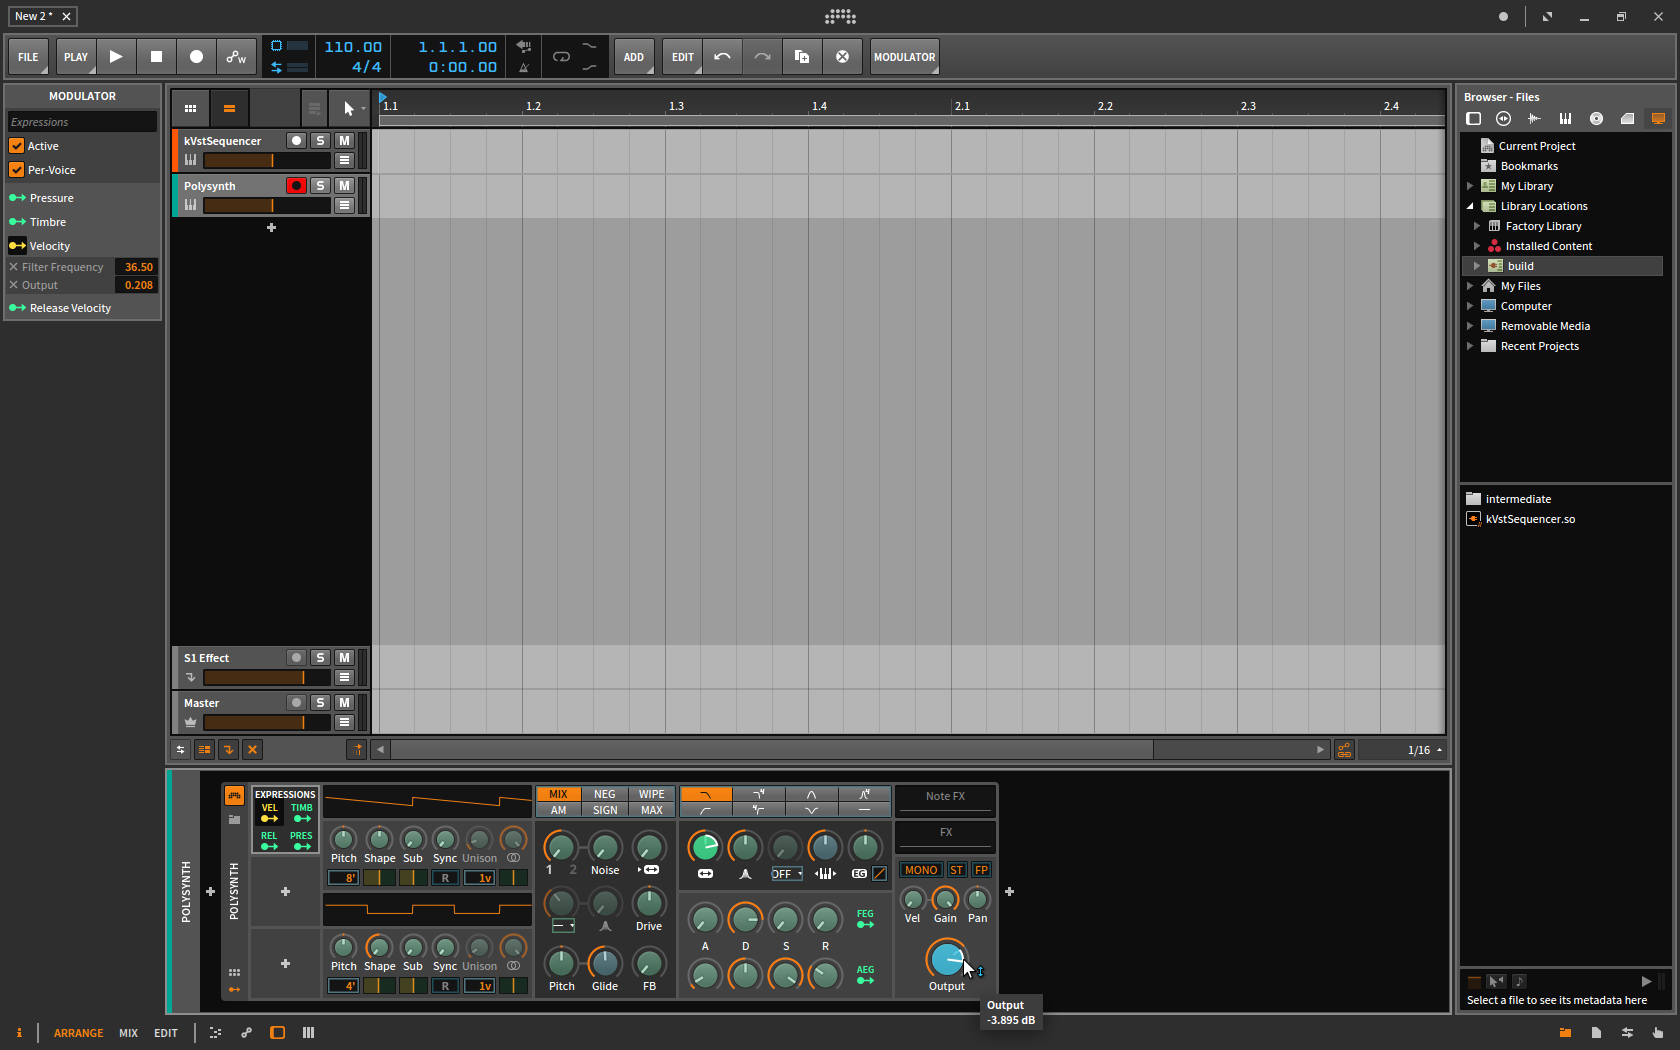 New 2 *
FILE
PLAY
110.00
4/4
1.1.1.00
0:00.00
ADD
EDIT
MODULATOR
MODULATOR
Expressions
Active
Per-Voice
Pressure
Timbre
Velocity
Filter Frequency 36.50
Output 0.208
Release Velocity
1.1 1.2 1.3 1.4 2.1 2.2 2.3 2.4
kVstSequencer S M
Polysynth S M
S1 Effect S M
Master S M
1/16
Browser - Files
Current Project
Bookmarks
My Library
Library Locations
Factory Library
Installed Content
build
My Files
Computer
Removable Media
Recent Projects
intermediate
kVstSequencer.so
Select a file to see its metadata here
POLYSYNTH
POLYSYNTH
EXPRESSIONS
VEL TIMB
REL PRES
Pitch Shape Sub Sync Unison
8' R 1v
Pitch Shape Sub Sync Unison
4' R 1v
MIX NEG WIPE
AM SIGN MAX
1 2 Noise
Drive
Pitch Glide FB
OFF EG
A D S R
FEG
AEG
Note FX
FX
MONO ST FP
Vel Gain Pan
Output
Output
-3.895 dB
i ARRANGE MIX EDIT